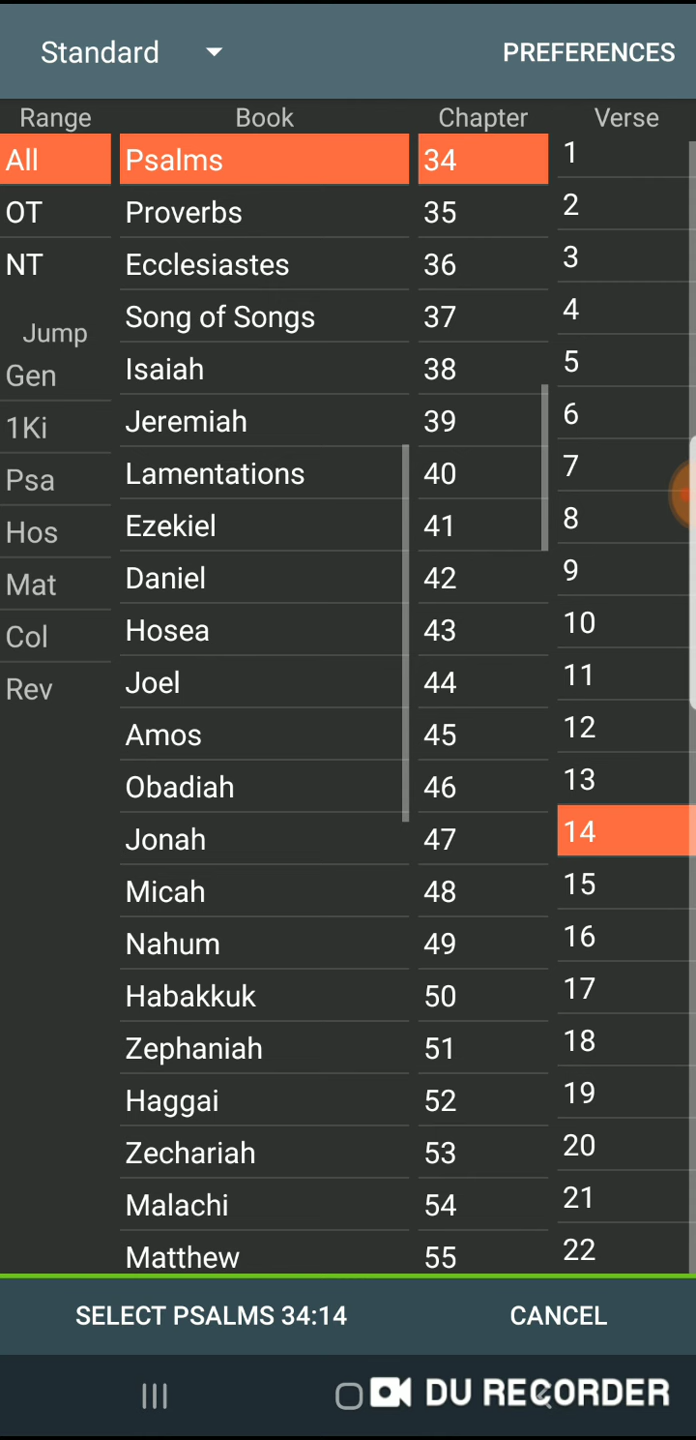 Standard PREFERENCES
Range Book Chapter Verse
All Psalms 34 1
OT Proverbs 35 2
NT Ecclesiastes 36 3
Song of Songs 37 4
Jump
Gen Isaiah 38 5
1Ki Jeremiah 39 6
Psa Lamentations 40 7
Hos Ezekiel 41 8
Mat Daniel 42 9
Col Hosea 43 10
Rev Joel 44 11
Amos 45 12
Obadiah 46 13
Jonah 47 14
Micah 48 15
Nahum 49 16
Habakkuk 50 17
Zephaniah 51 18
Haggai 52 19
Zechariah 53 20
Malachi 54 21
Matthew 55 22
SELECT PSALMS 34:14 CANCEL
DU RECORDER